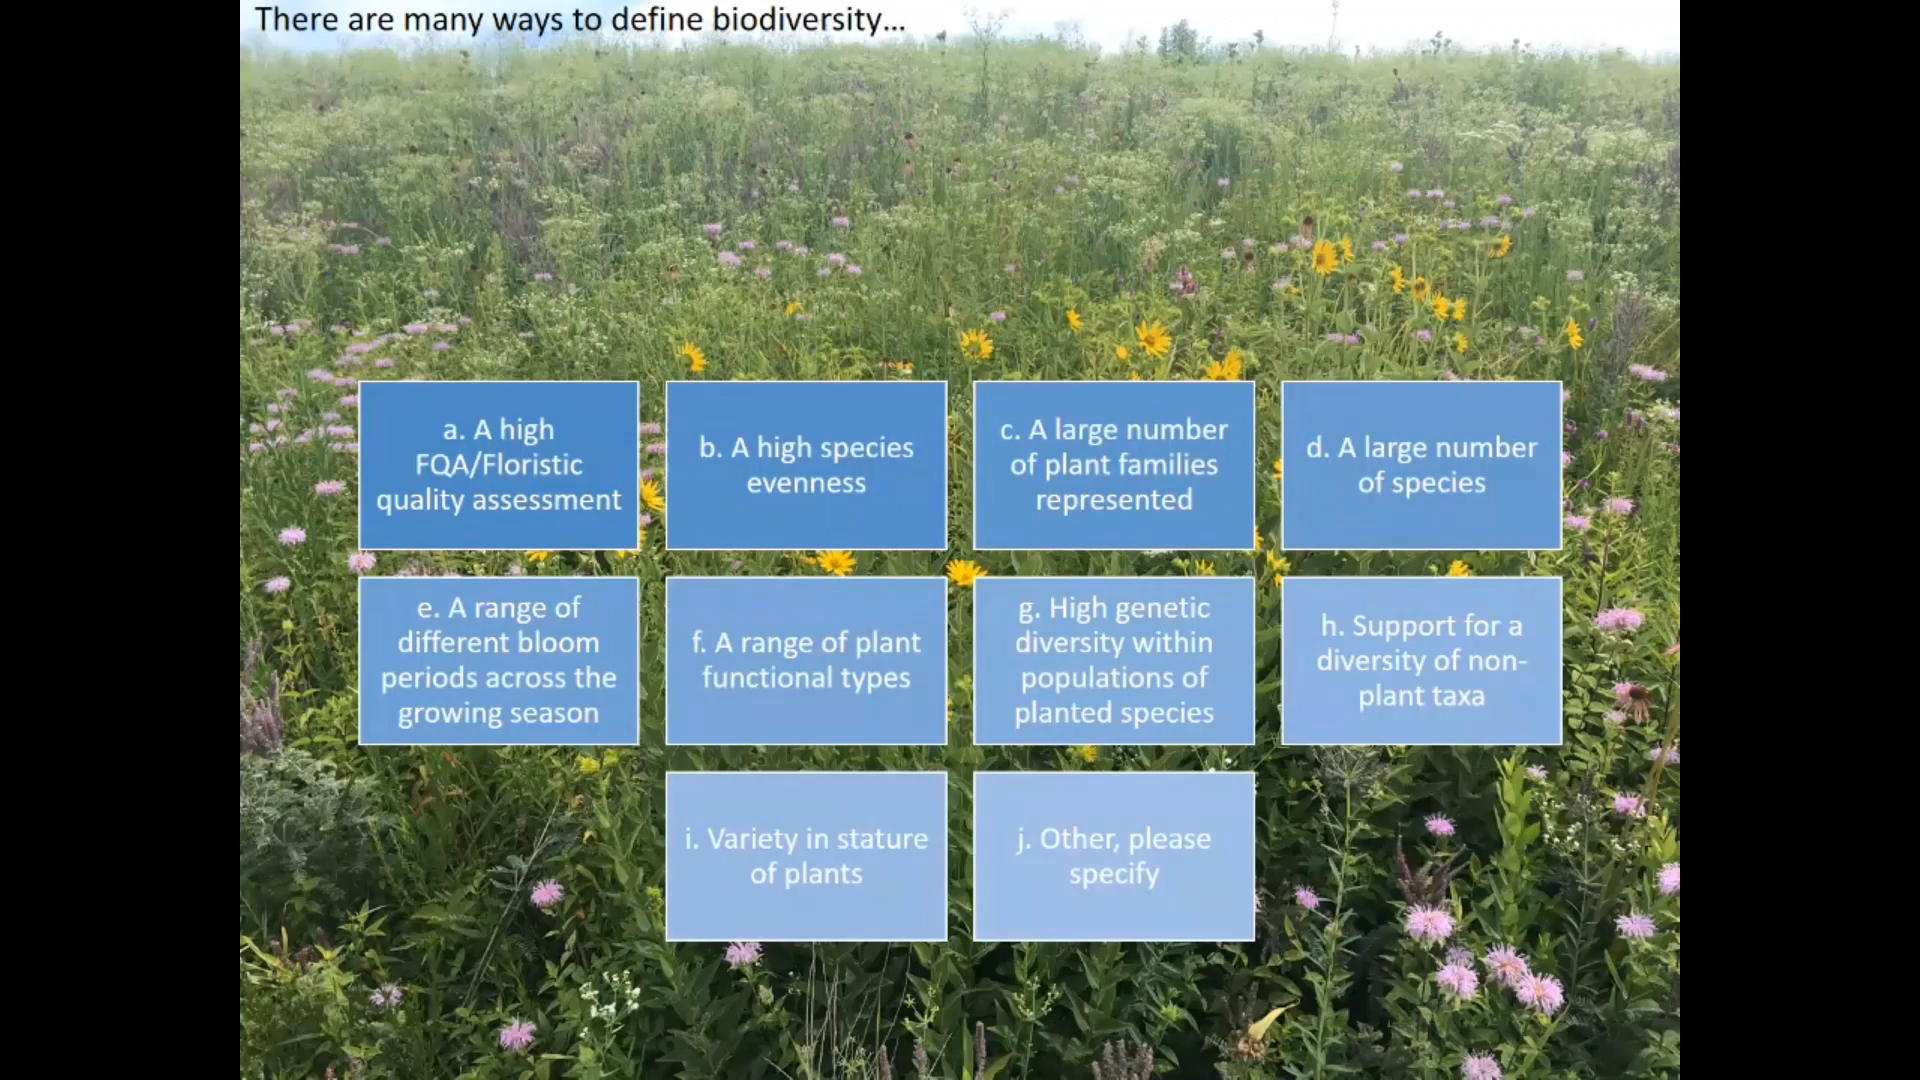 There are many ways to define biodiversity...
a. A high
FQA/Floristic
quality assessment
b. A high species
evenness
c. A large number
of plant families
represented
d. A large number
of species
e. A range of
different bloom
periods across the
growing season
f. A range of plant
functional types
g. High genetic
diversity within
populations of
planted species
h. Support for a
diversity of non-
plant taxa
i. Variety in stature
of plants
j. Other, please
specify